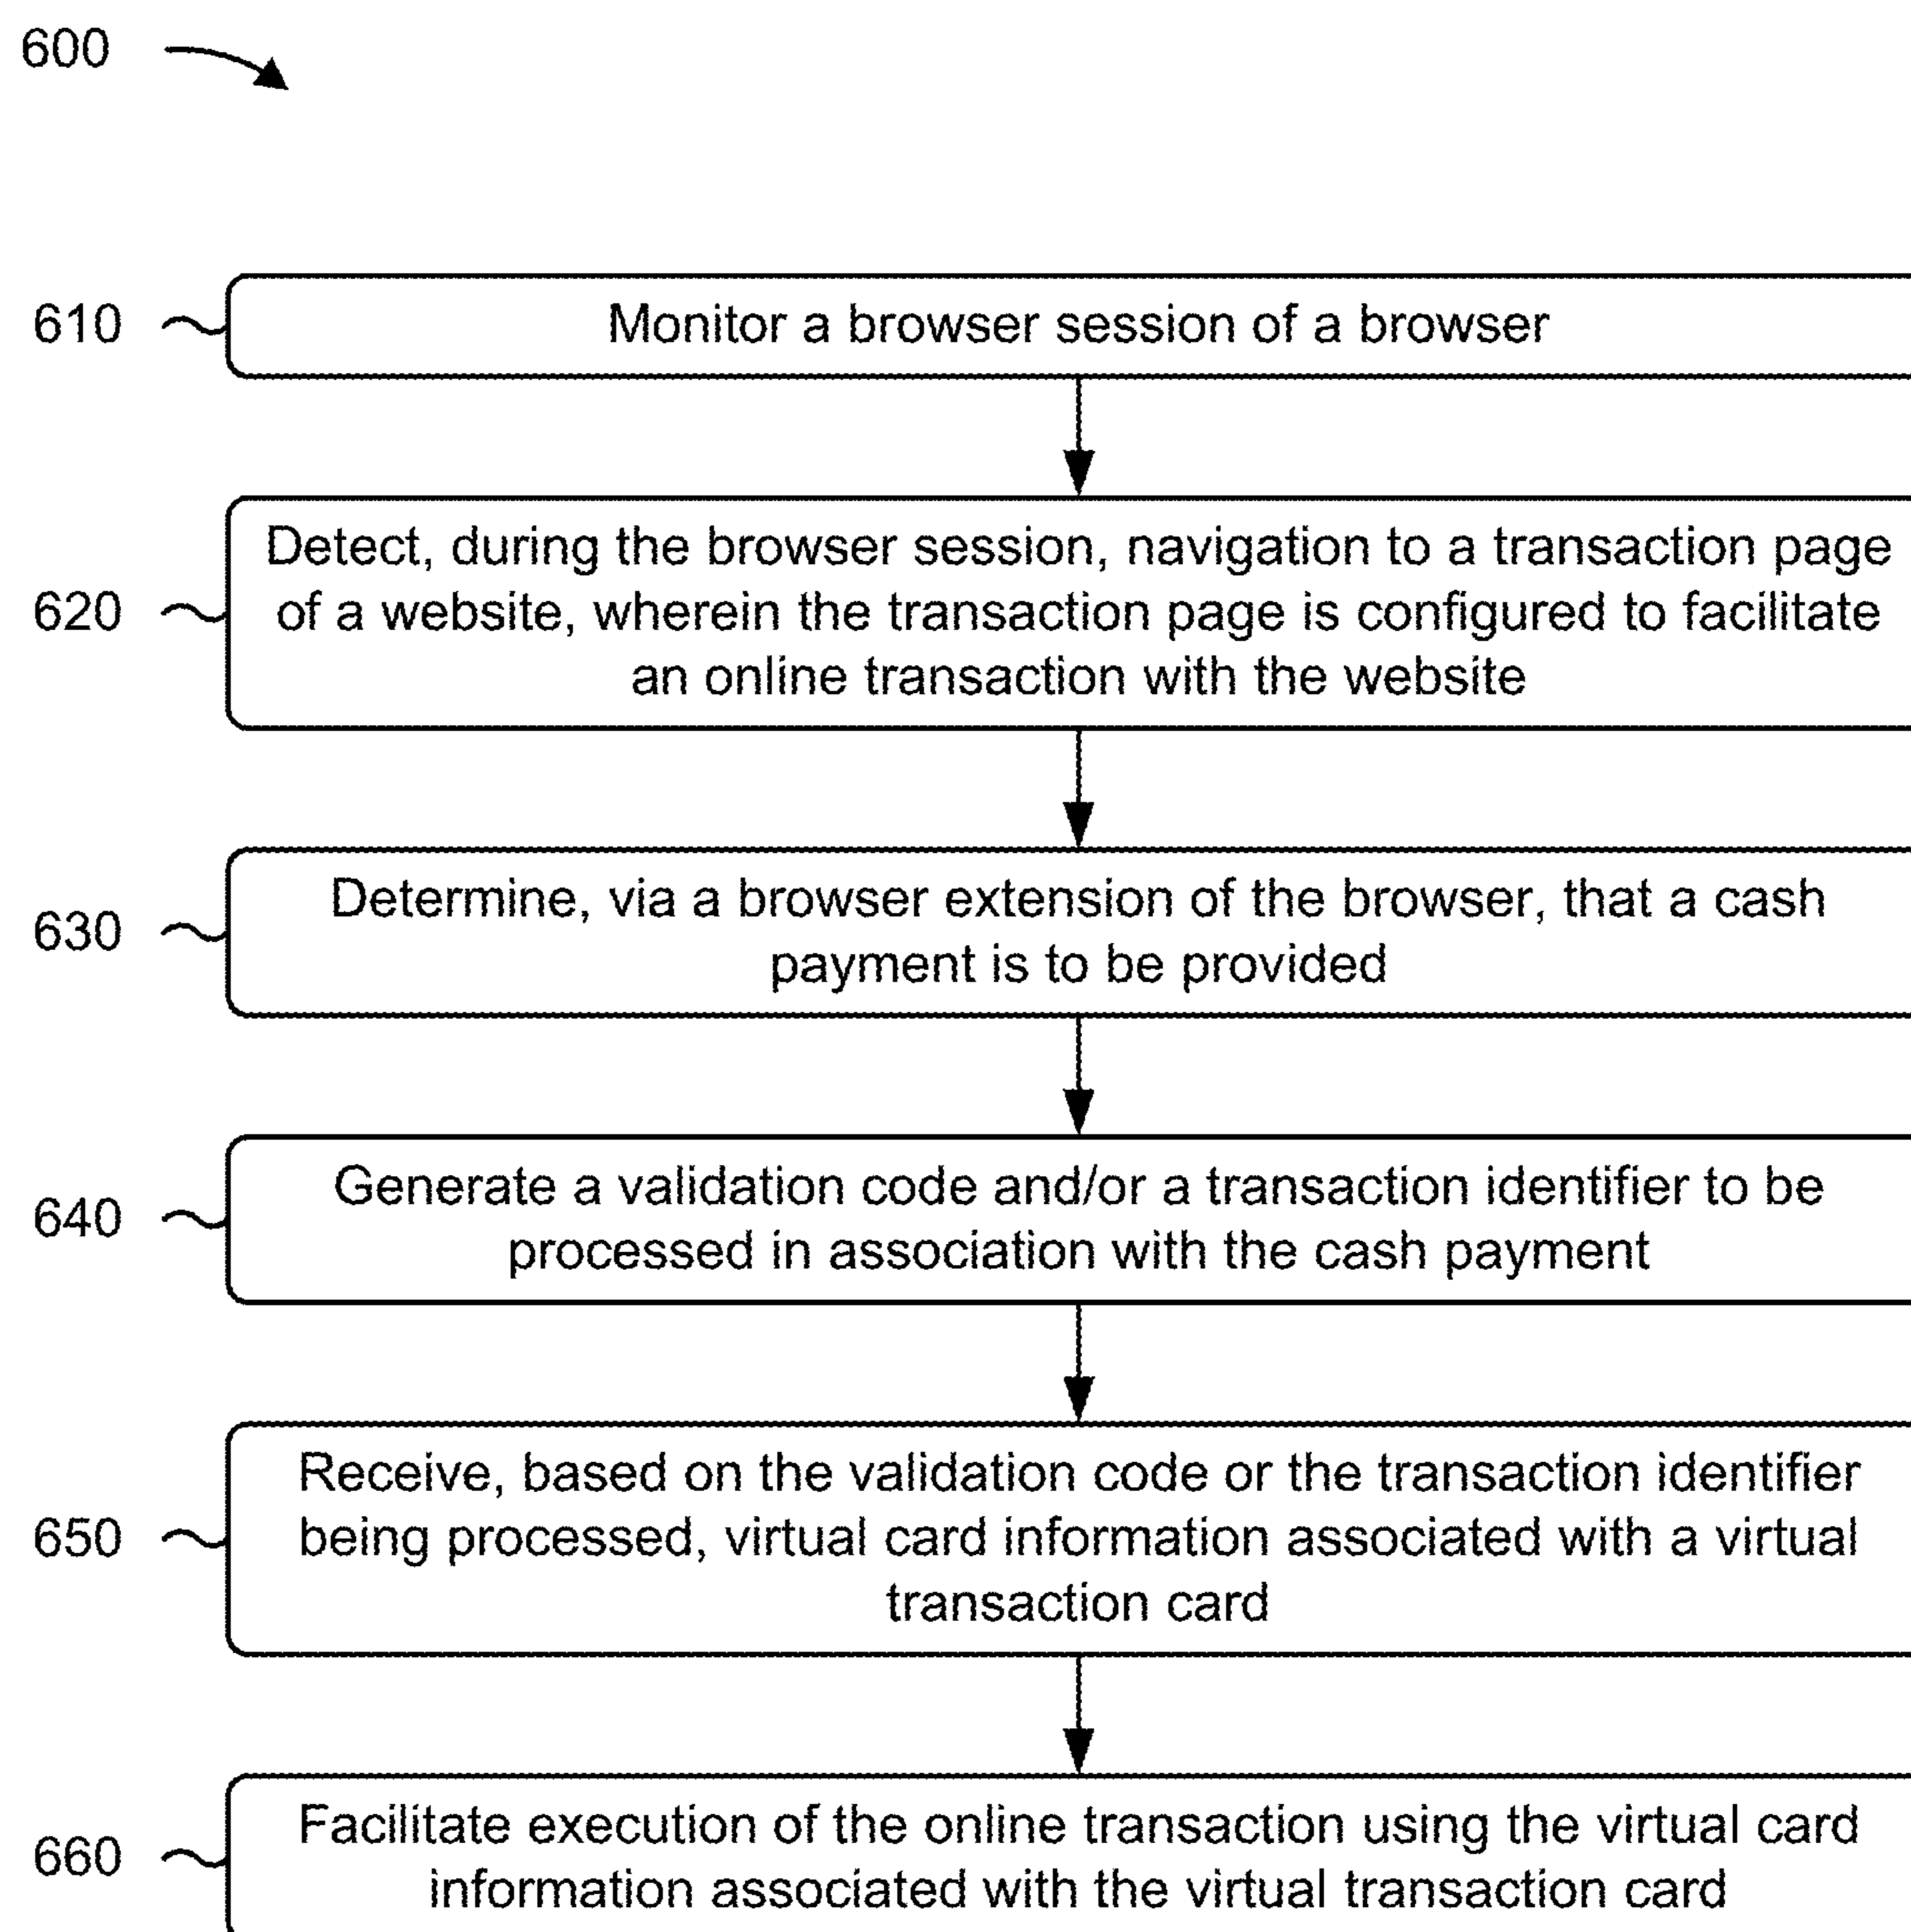 600
610
Monitor a browser session of a browser
620
Detect, during the browser session, navigation to a transaction page
of a website, wherein the transaction page is configured to facilitate
an online transaction with the website
630
Determine, via a browser extension of the browser, that a cash
payment is to be provided
640
Generate a validation code and/or a transaction identifier to be
processed in association with the cash payment
650
Receive, based on the validation code or the transaction identifier
being processed, virtual card information associated with a virtual
transaction card
660
Facilitate execution of the online transaction using the virtual card
information associated with the virtual transaction card